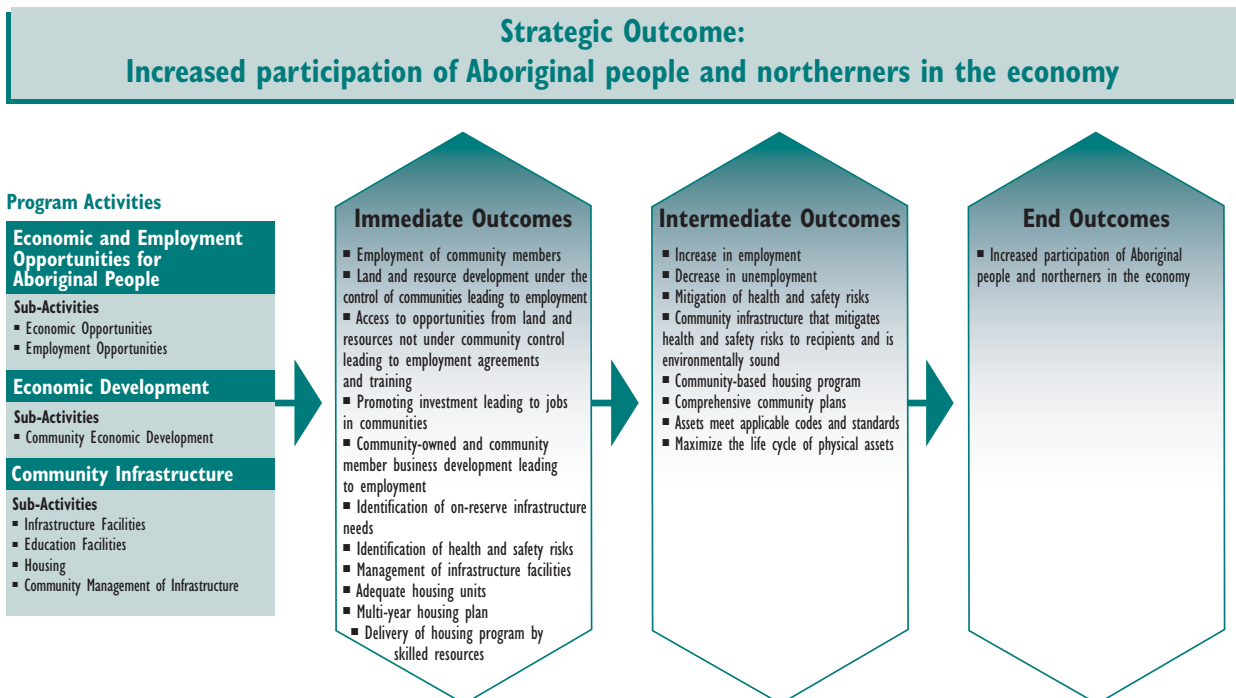 Strategic Outcome:
Increased participation of Aboriginal people and northerners in the economy
Program Activities
Economic and Employment
Opportunities for
Aboriginal People
Sub-Activities
▪ Economic Opportunities
▪ Employment Opportunities
Economic Development
Sub-Activities
▪ Community Economic Development
Community Infrastructure
Sub-Activities
▪ Infrastructure Facilities
▪ Education Facilities
▪ Housing
▪ Community Management of Infrastructure
Immediate Outcomes
▪ Employment of community members
▪ Land and resource development under the
control of communities leading to employment
▪ Access to opportunities from land and
resources not under community control
leading to employment agreements
and training
▪ Promoting investment leading to jobs
in communities
▪ Community-owned and community
member business development leading
to employment
▪ Identification of on-reserve infrastructure
needs
▪ Identification of health and safety risks
▪ Management of infrastructure facilities
▪ Adequate housing units
▪ Multi-year housing plan
▪ Delivery of housing program by
skilled resources
Intermediate Outcomes
▪ Increase in employment
▪ Decrease in unemployment
▪ Mitigation of health and safety risks
▪ Community infrastructure that mitigates
health and safety risks to recipients and is
environmentally sound
▪ Community-based housing program
▪ Comprehensive community plans
▪ Assets meet applicable codes and standards
▪ Maximize the life cycle of physical assets
End Outcomes
▪ Increased participation of Aboriginal
people and northerners in the economy